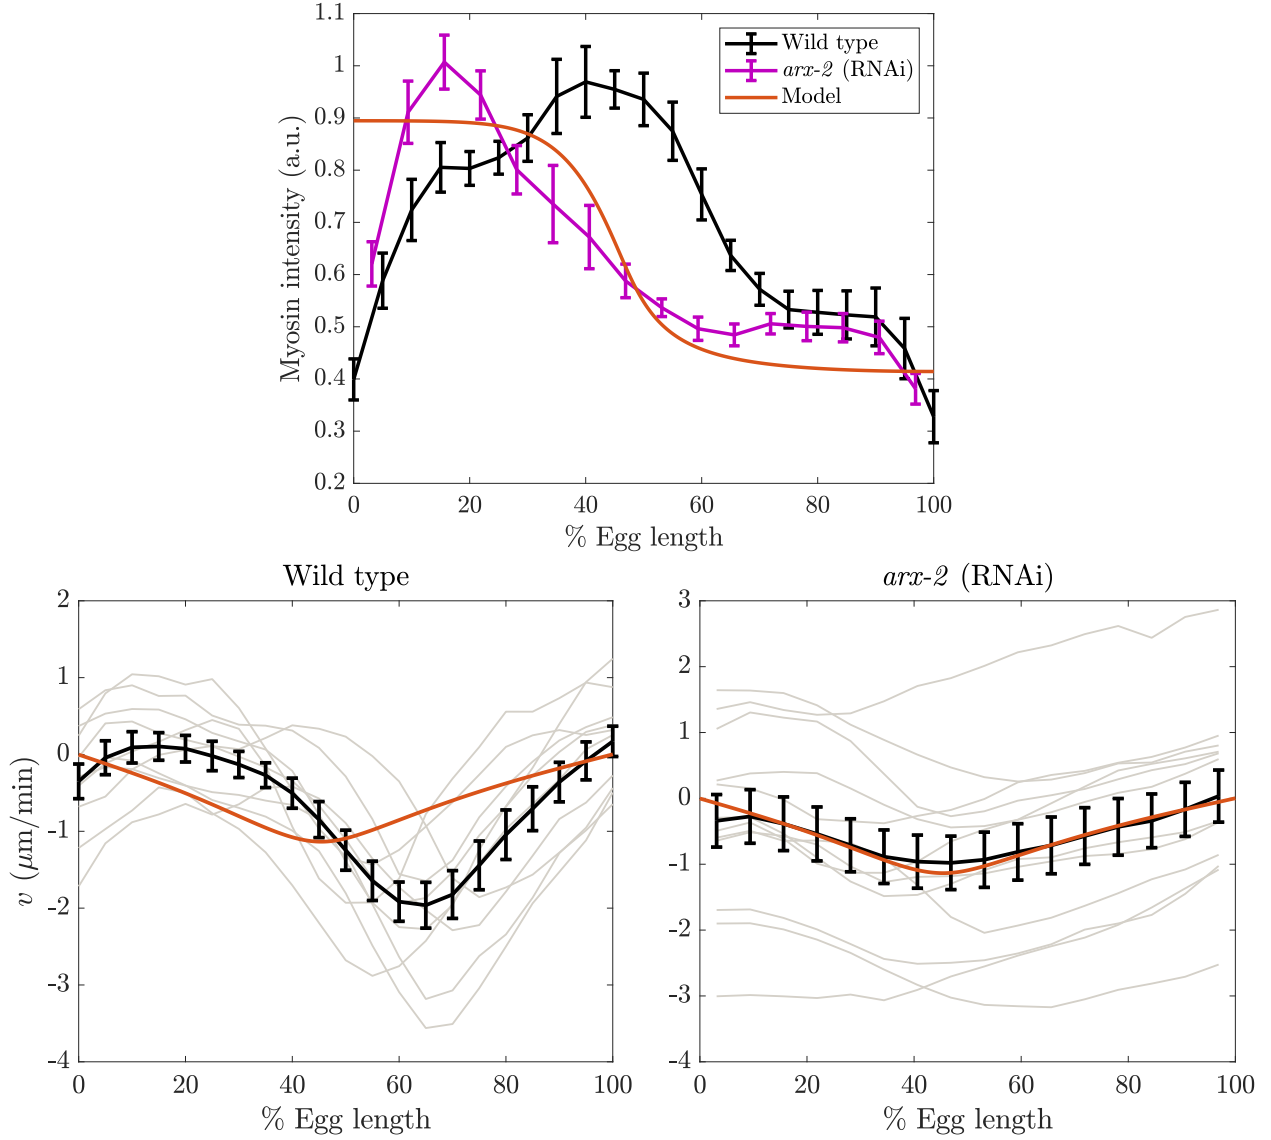 1.1
1
0.9
0.8
0.7
0.6
0.5
0.4
0.3
0.2
Myosin intensity (a.u.)
Wild type
arx-2 (RNAi)
Model
0 20 40 60 80 100
% Egg length
Wild type
2
1
0
-1
-2
-3
-4
v (μm/min)
0 20 40 60 80 100
% Egg length
arx-2 (RNAi)
3
2
1
0
-1
-2
-3
-4
0 20 40 60 80 100
% Egg length